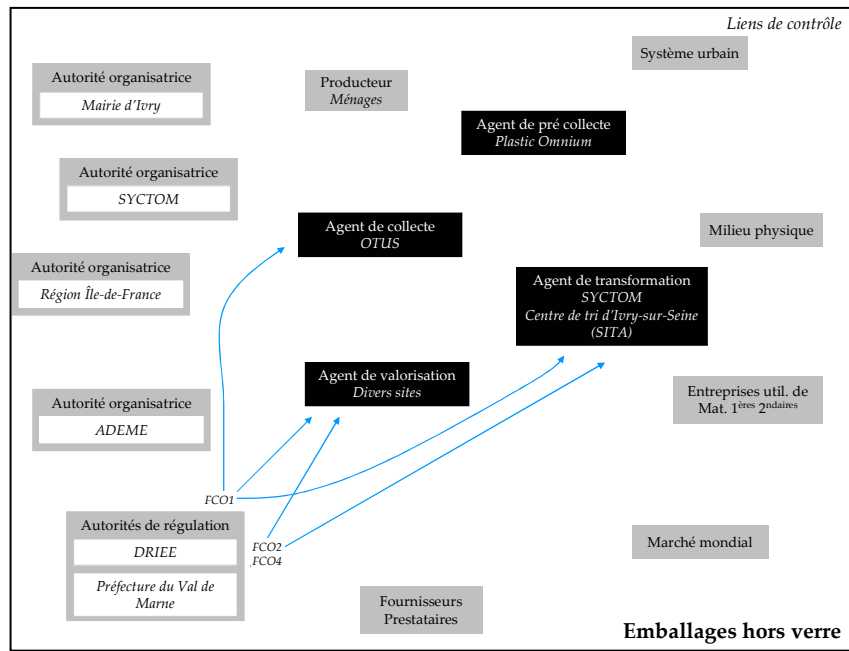 Liens de contrôle
Système urbain
Autorité organisatrice
Mairie d'Ivry
Producteur
Ménages
Agent de pré collecte
Plastic Omnium
Autorité organisatrice
SYCTOM
Agent de collecte
OTUS
Milieu physique
Autorité organisatrice
Région Île-de-France
Agent de transformation
SYCTOM
Centre de tri d'Ivry-sur-Seine
(SITA)
Agent de valorisation
Divers sites
Entreprises util. de
Mat. 1ères 2ndaires
Autorité organisatrice
ADEME
FCO1
Autorités de régulation
DRIEE
Préfecture du Val de
Marne
FCO2
FCO4
Marché mondial
Fournisseurs
Prestataires
Emballages hors verre